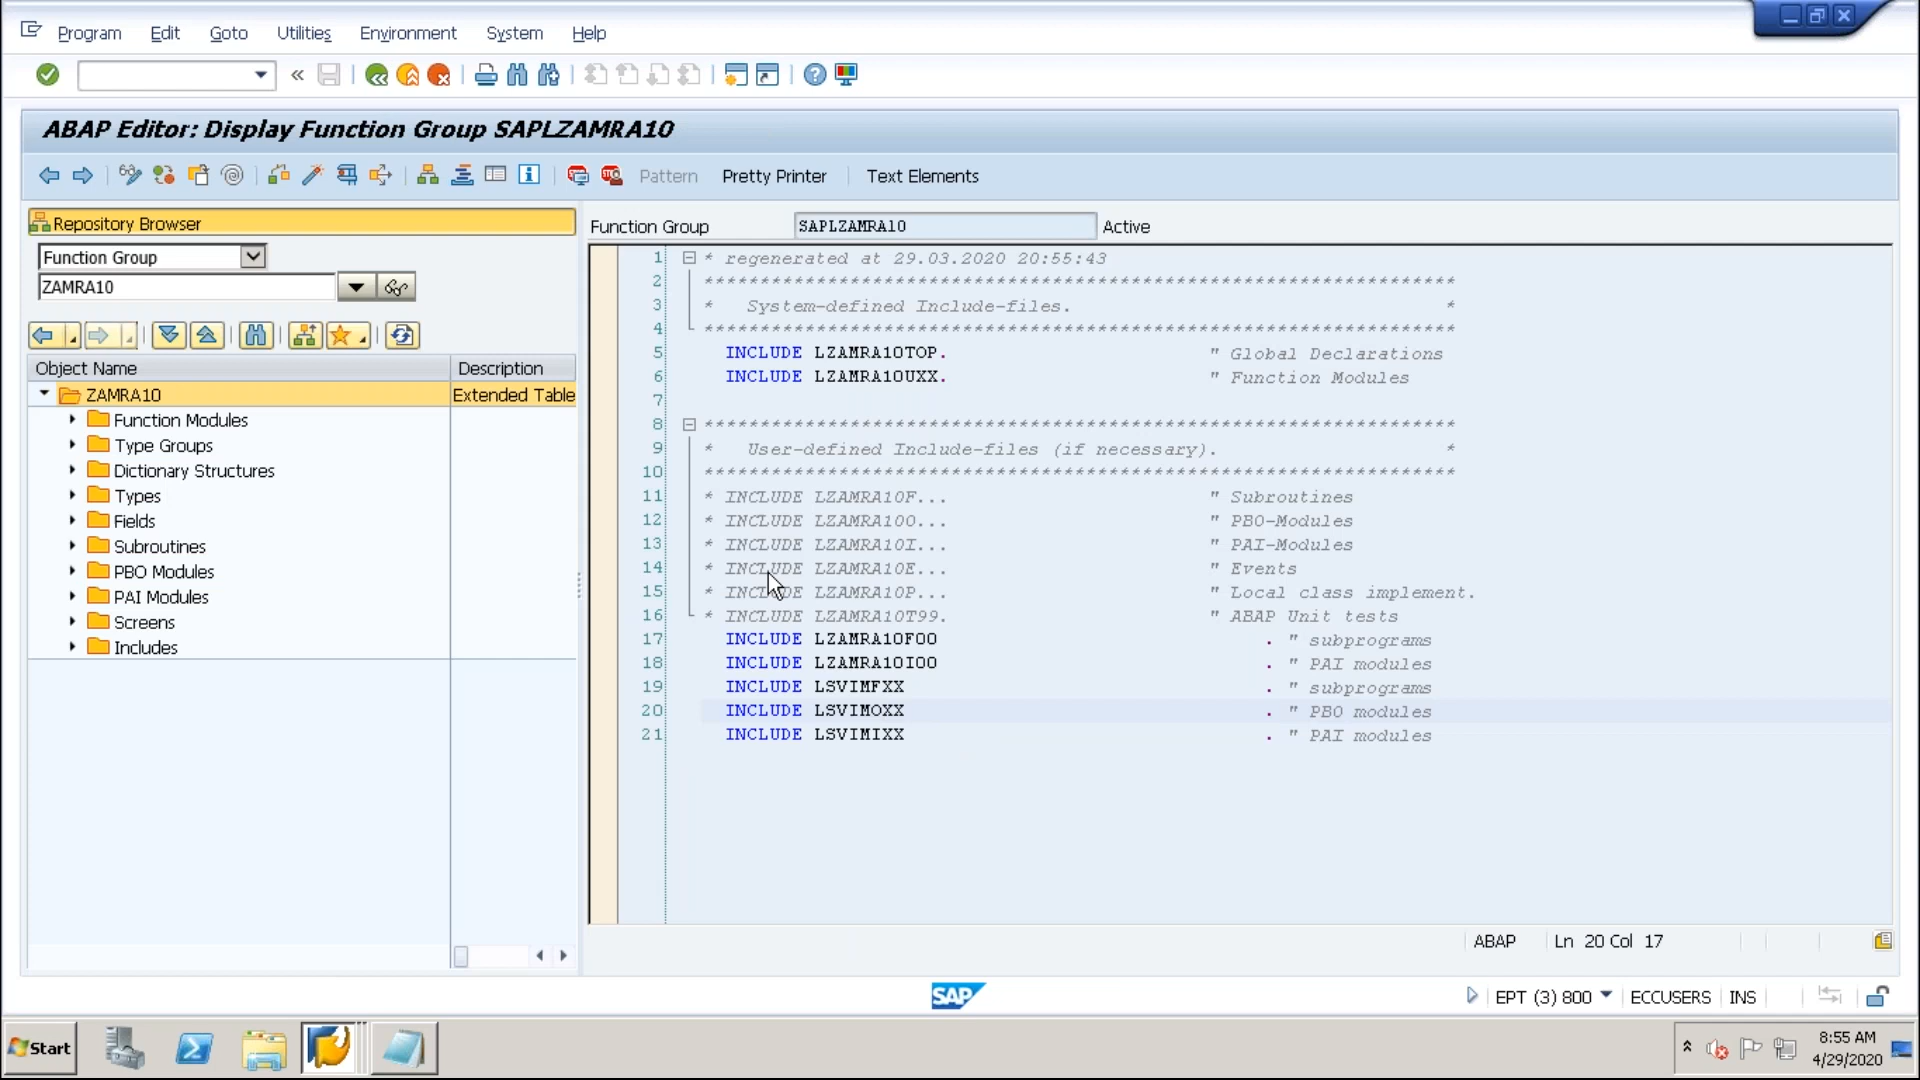 Program Edit Goto Utilities Environment System Help
ABAP Editor: Display Function Group SAPLZAMRA10
Pattern Pretty Printer Text Elements
Repository Browser
Function Group
ZAMRA10
Object Name Description
ZAMRA10 Extended Table
Function Modules
Type Groups
Dictionary Structures
Types
Fields
Subroutines
PBO Modules
PAI Modules
Screens
Includes
Function Group SAPLZAMRA10 Active
1 * regenerated at 29.03.2020 20:55:43
2 *******************************************************************
3 * System-defined Include-files. *
4 *******************************************************************
5 INCLUDE LZAMRA10TOP. " Global Declarations
6 INCLUDE LZAMRA10UXX. " Function Modules
7
8 *******************************************************************
9 * User-defined Include-files (if necessary). *
10 *******************************************************************
11 * INCLUDE LZAMRA10F... " Subroutines
12 * INCLUDE LZAMRA10O... " PBO-Modules
13 * INCLUDE LZAMRA10I... " PAI-Modules
14 * INCLUDE LZAMRA10E... " Events
15 * INCLUDE LZAMRA10P... " Local class implement.
16 * INCLUDE LZAMRA10T99. " ABAP Unit tests
17 INCLUDE LZAMRA10F00 . " subprograms
18 INCLUDE LZAMRA10I00 . " PAI modules
19 INCLUDE LSVIMFXX . " subprograms
20 INCLUDE LSVIMOXX . " PBO modules
21 INCLUDE LSVIMIXX . " PAI modules
ABAP Ln 20 Col 17
SAP EPT (3) 800 ECCUSERS INS
Start
8:55 AM
4/29/2020